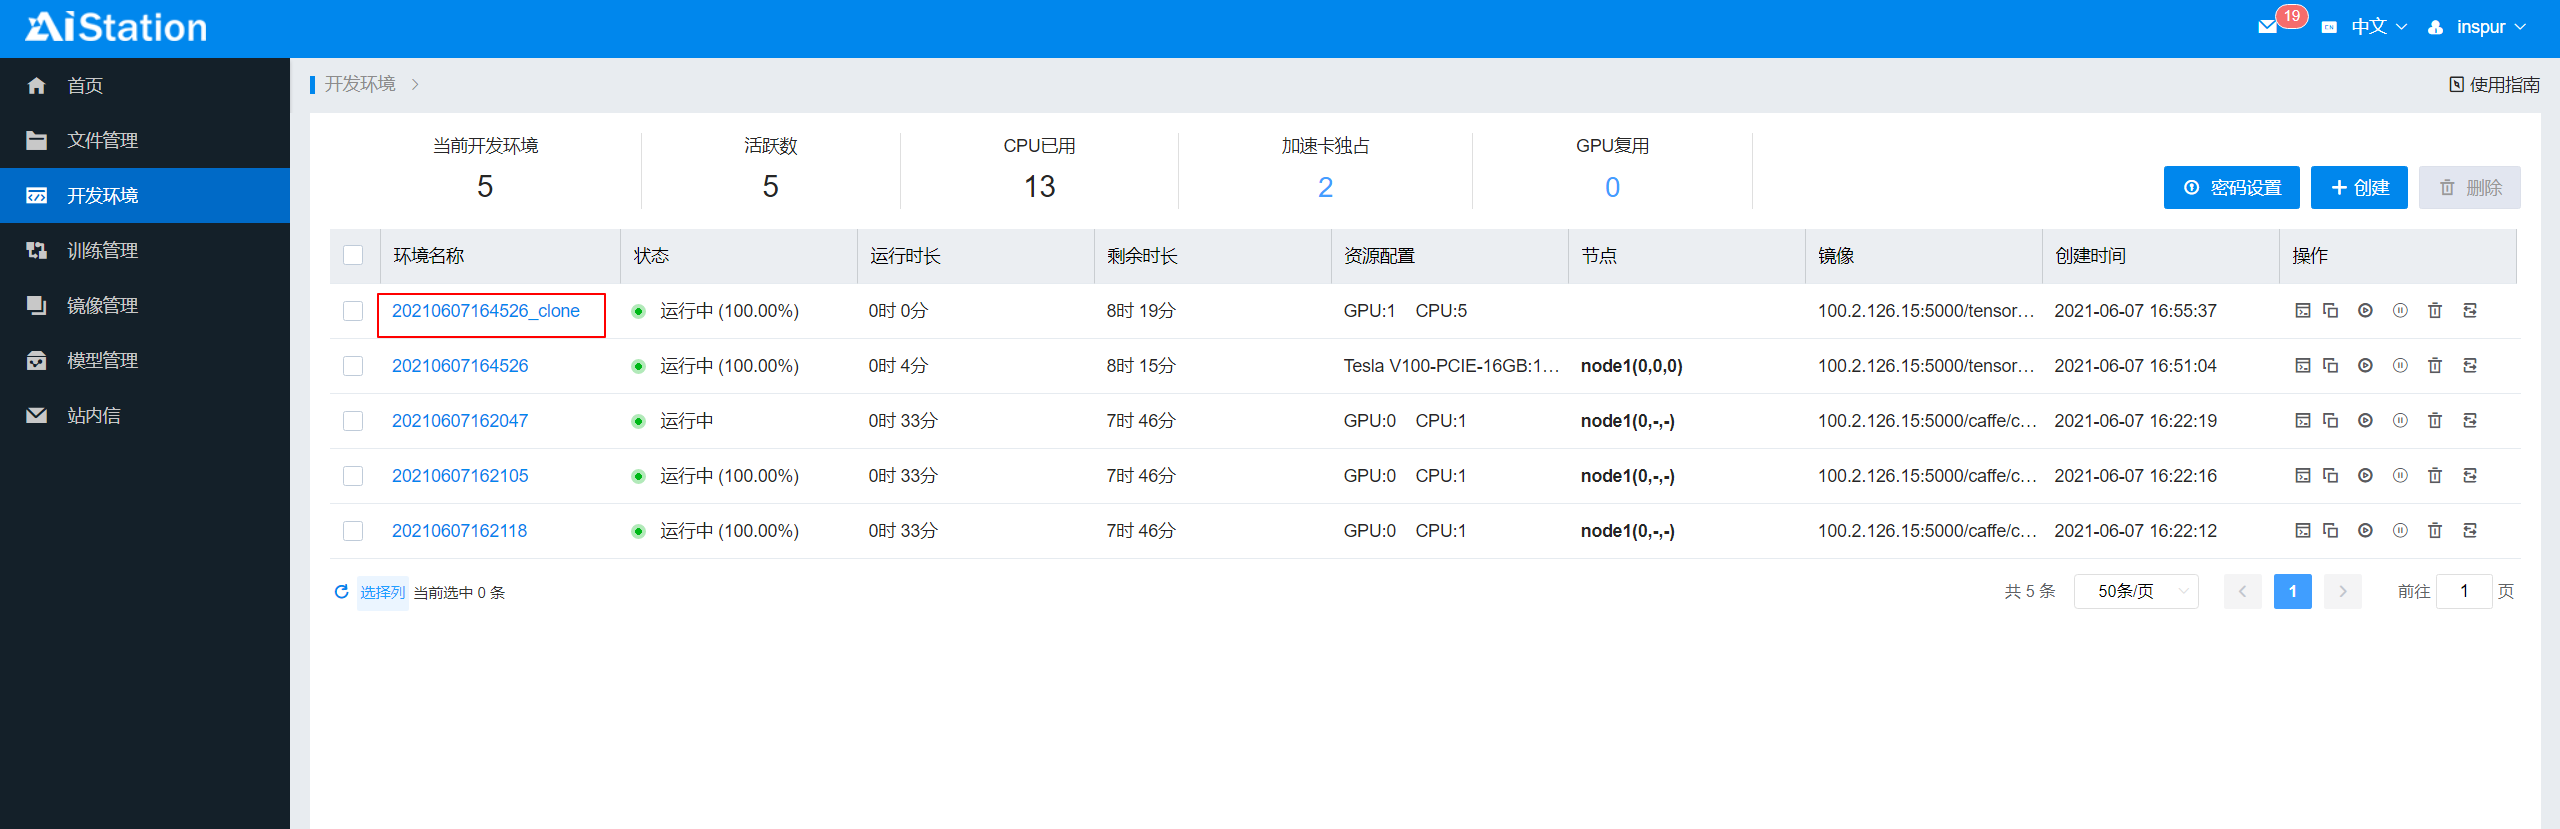 AiStation
19
中文
inspur
首页
文件管理
开发环境
训练管理
镜像管理
模型管理
站内信
开发环境
使用指南
当前开发环境 活跃数 CPU已用 加速卡独占 GPU复用
5 5 13 2 0
密码设置 创建 删除
环境名称 状态 运行时长 剩余时长 资源配置 节点 镜像 创建时间 操作
20210607164526_clone 运行中 (100.00%) 0时 0分 8时 19分 GPU:1 CPU:5 100.2.126.15:5000/tensor… 2021-06-07 16:55:37
20210607164526 运行中 (100.00%) 0时 4分 8时 15分 Tesla V100-PCIE-16GB:1… node1(0,0,0) 100.2.126.15:5000/tensor… 2021-06-07 16:51:04
20210607162047 运行中 0时 33分 7时 46分 GPU:0 CPU:1 node1(0,-,-) 100.2.126.15:5000/caffe/c… 2021-06-07 16:22:19
20210607162105 运行中 (100.00%) 0时 33分 7时 46分 GPU:0 CPU:1 node1(0,-,-) 100.2.126.15:5000/caffe/c… 2021-06-07 16:22:16
20210607162118 运行中 (100.00%) 0时 33分 7时 46分 GPU:0 CPU:1 node1(0,-,-) 100.2.126.15:5000/caffe/c… 2021-06-07 16:22:12
选择列 当前选中 0 条
共 5 条 50条/页 1 前往 1 页